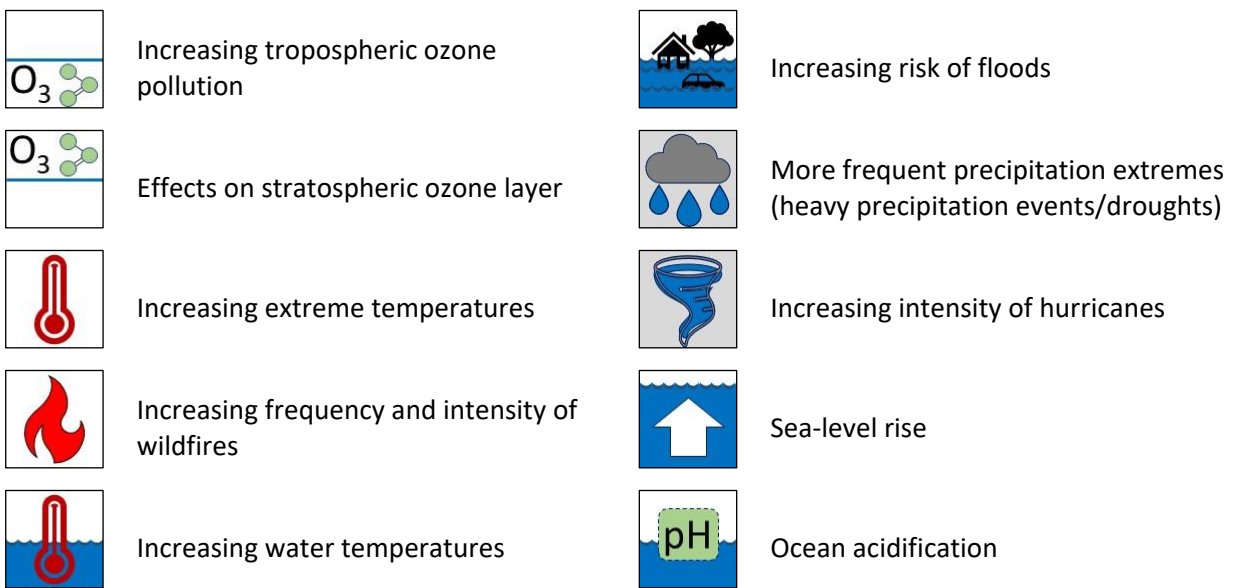 O3
Increasing tropospheric ozone
pollution
O3
Effects on stratospheric ozone layer
Increasing extreme temperatures
Increasing frequency and intensity of
wildfires
Increasing water temperatures
Increasing risk of floods
More frequent precipitation extremes
(heavy precipitation events/droughts)
Increasing intensity of hurricanes
Sea-level rise
pH
Ocean acidification